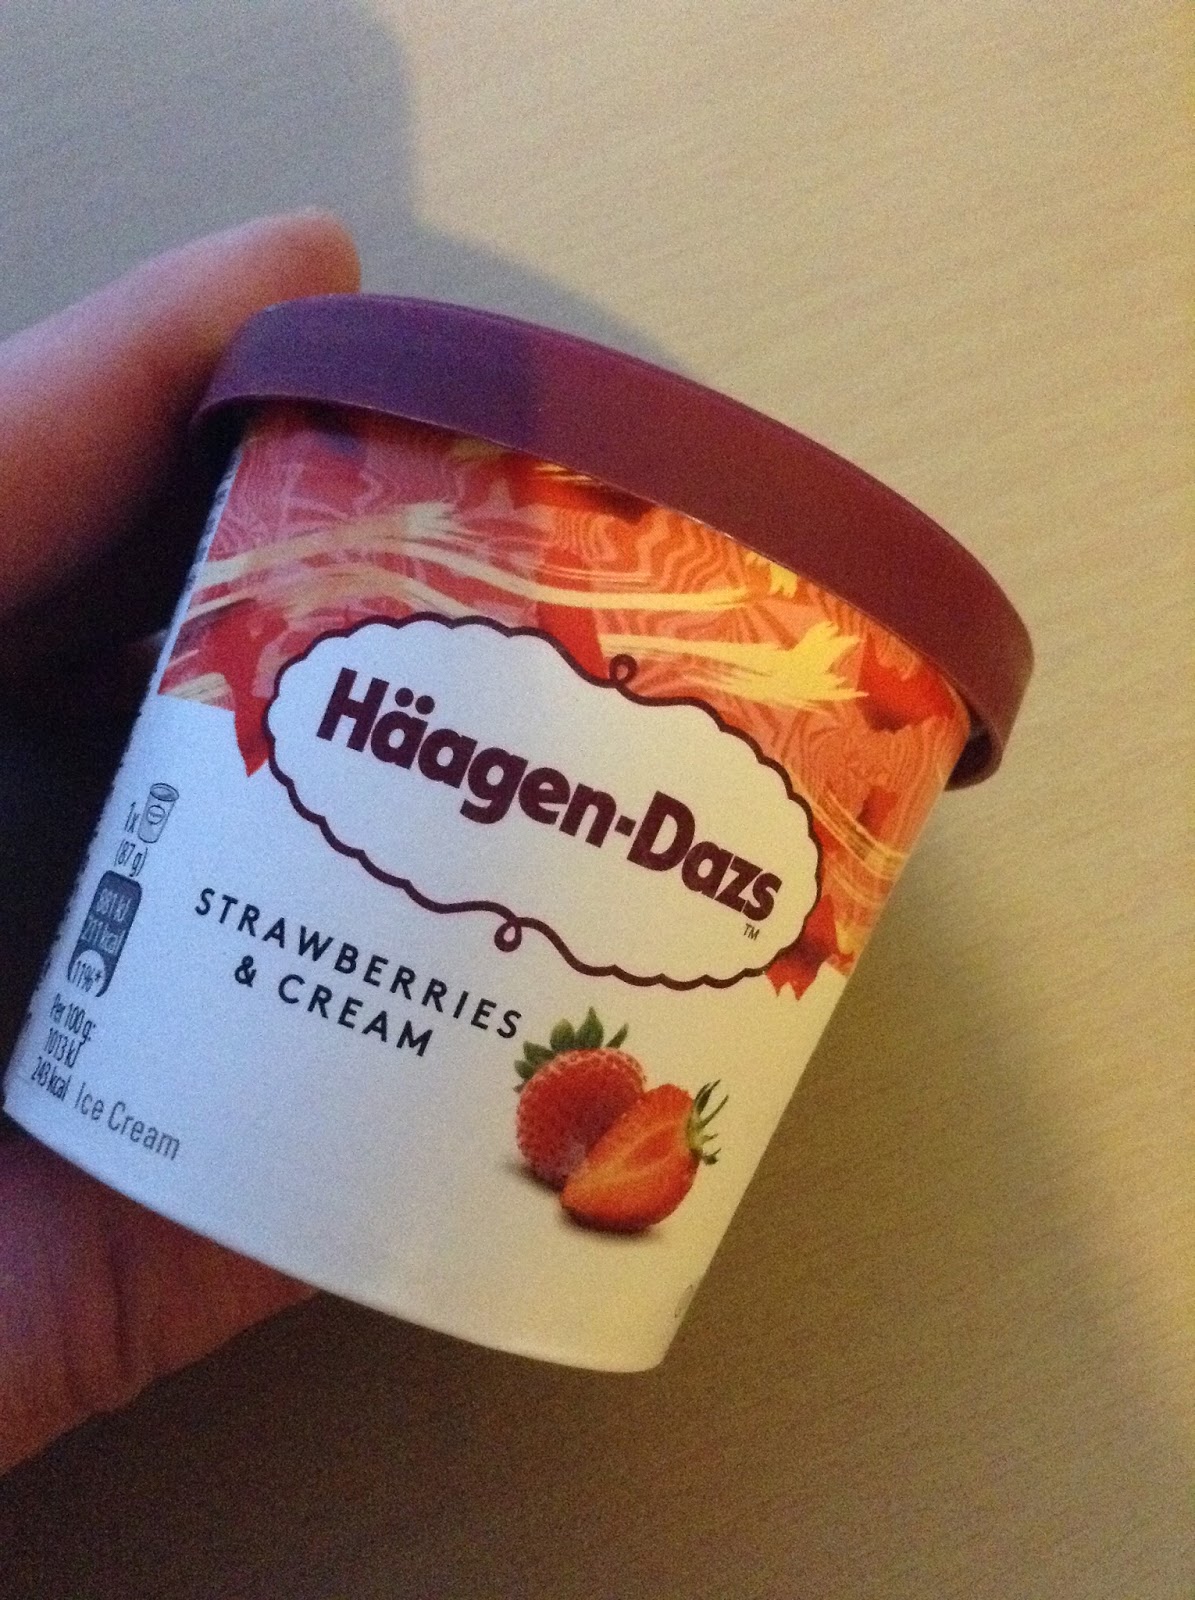 Häagen-Dazs
TM
STRAWBERRIES
& CREAM
1x
(87 g)
881 kJ
211 kcal
11%*
Per 100 g:
1013 kJ
243 kcal
Ice Cream